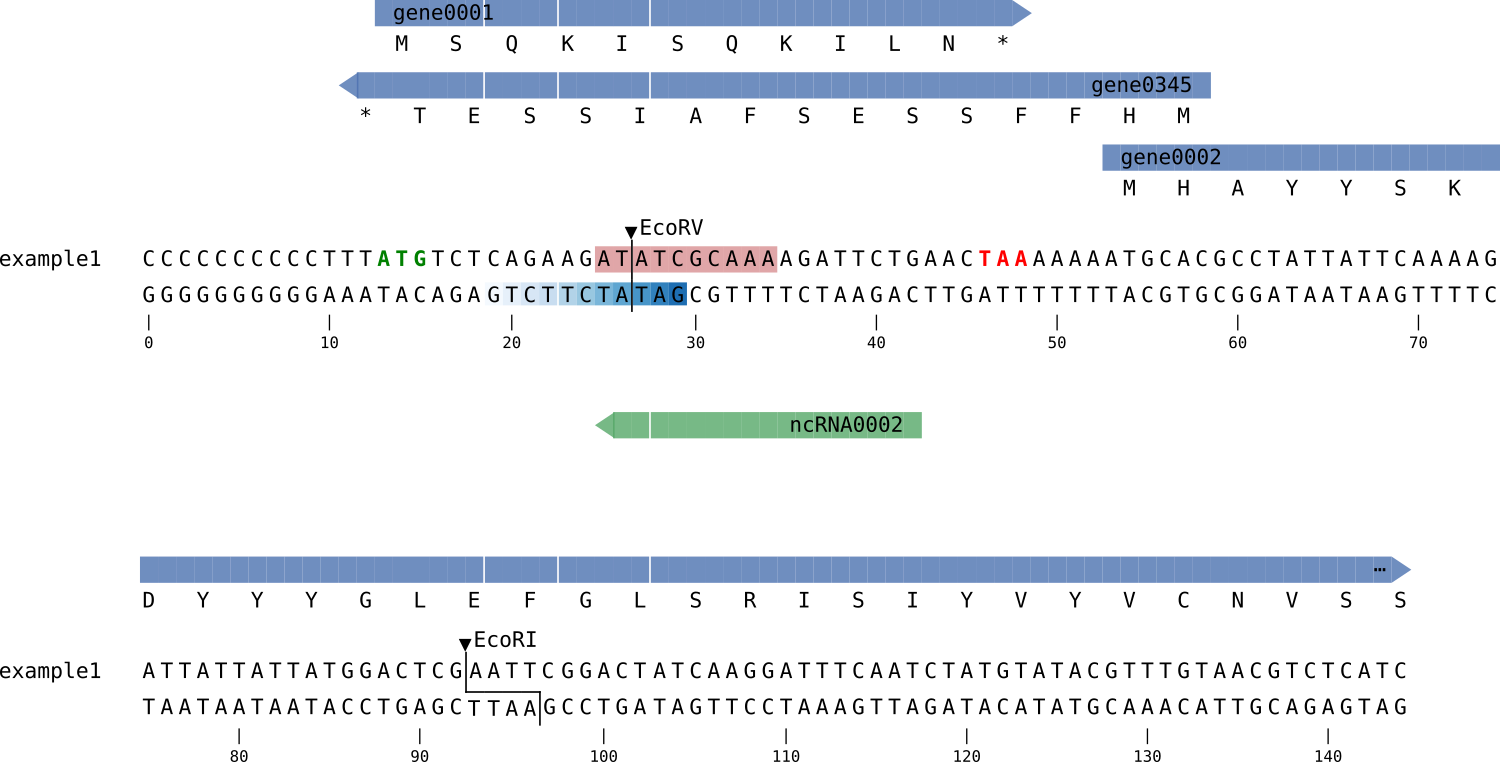 gene0001
M S Q K I S Q K I L N *
gene0345
* T E S S I A F S E S S F F H M
gene0002
M H A Y Y S K
EcoRV
example1 CCCCCCCCCCTTTATGTCTCAGAAGATATCGCAAAAGATTCTGAACTAAAAAAATGCACGCCTATTATTCAAAAG
GGGGGGGGGGAAATACAGAGTCTTCTATAGCGTTTTCTAAGACTTGATTTTTTTACGTGCGGATAATAAGTTTTC
0 10 20 30 40 50 60 70
ncRNA0002
…
D Y Y Y G L E F G L S R I S I Y V Y V C N V S S
EcoRI
example1 ATTATTATTATGGACTCGAATTCGGACTATCAAGGATTTCAATCTATGTATACGTTTGTAACGTCTCATC
TAATAATAATACCTGAGCTTAAGCCTGATAGTTCCTAAAGTTAGATACATATGCAAACATTGCAGAGTAG
80 90 100 110 120 130 140